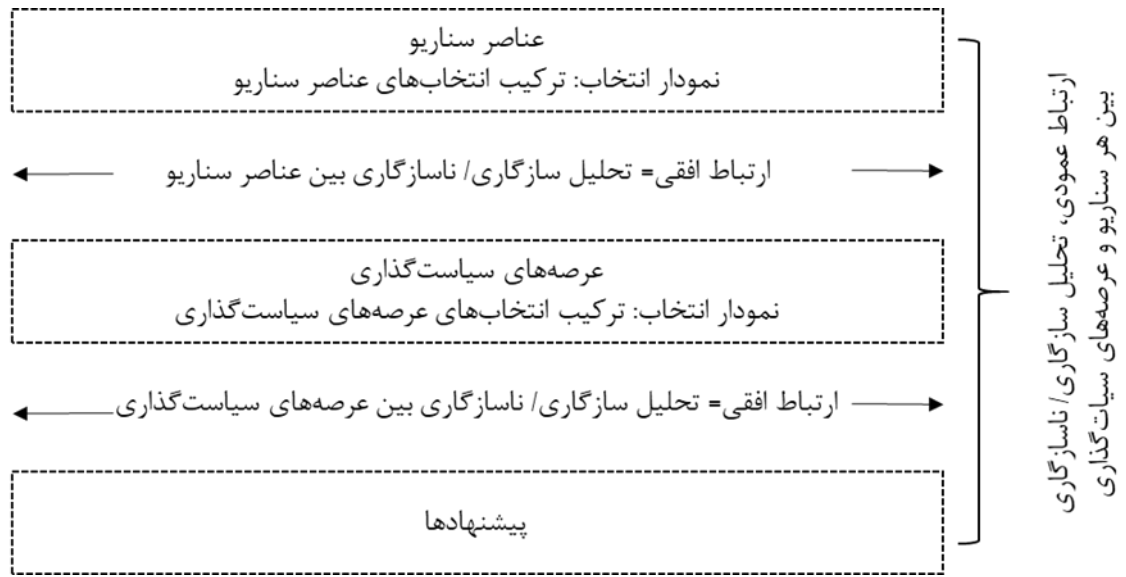 عناصر سناریو
نمودار انتخاب: ترکیب انتخاب‌های عناصر سناریو
ارتباط افقی= تحلیل سازگاری/ ناسازگاری بین عناصر سناریو
عرصه‌های سیاست‌گذاری
نمودار انتخاب: ترکیب انتخاب‌های عرصه‌های سیاست‌گذاری
ارتباط افقی= تحلیل سازگاری/ ناسازگاری بین عرصه‌های سیاست‌گذاری
پیشنهادها
ارتباط عمودی، تحلیل سازگاری/ ناسازگاری
بین هر سناریو و عرصه‌های سیات‌گذاری